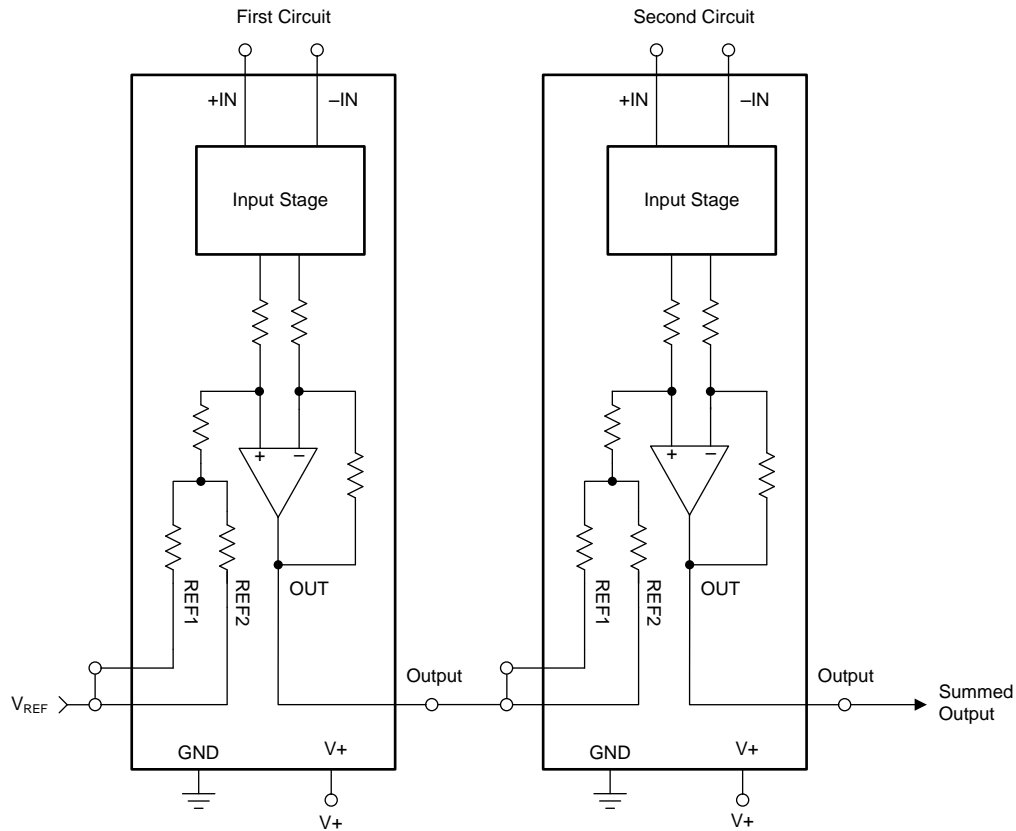 First Circuit
Second Circuit
+IN
–IN
+IN
–IN
Input Stage
Input Stage
+
–
+
–
REF1
REF2
OUT
REF1
REF2
OUT
VREF
Output
Output
Summed
Output
GND
V+
GND
V+
V+
V+